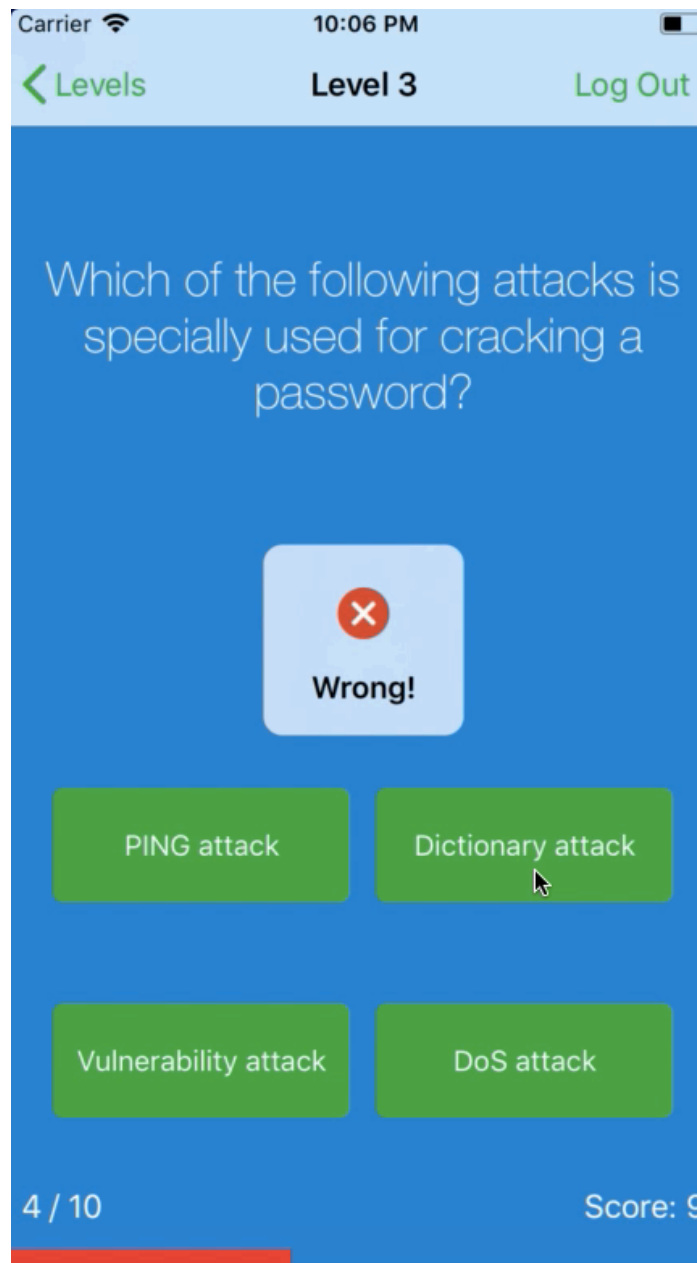 Carrier 10:06 PM
Levels Level 3 Log Out
Which of the following attacks is
specially used for cracking a
password?
Wrong!
PING attack Dictionary attack
Vulnerability attack DoS attack
4 / 10 Score: 9